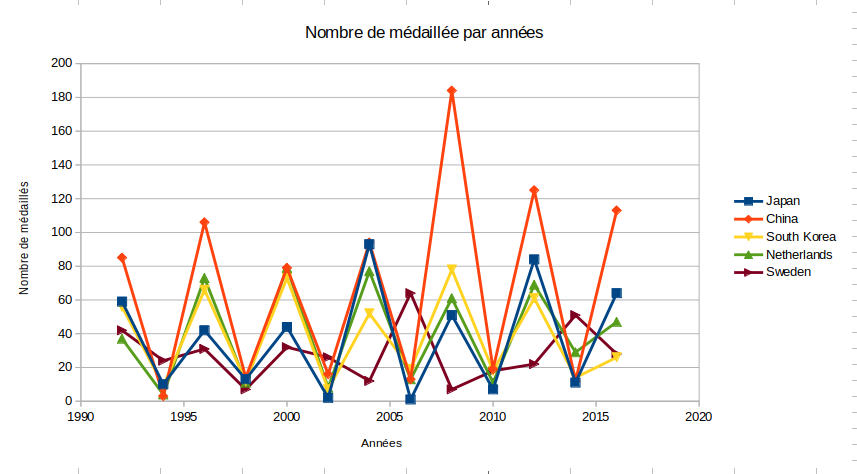 Nombre de médaillée par années
200
180
160
140
120
100
80
60
40
20
0
Nombre de médaillés
1990 1995 2000 2005 2010 2015 2020
Années
Japan
China
South Korea
Netherlands
Sweden